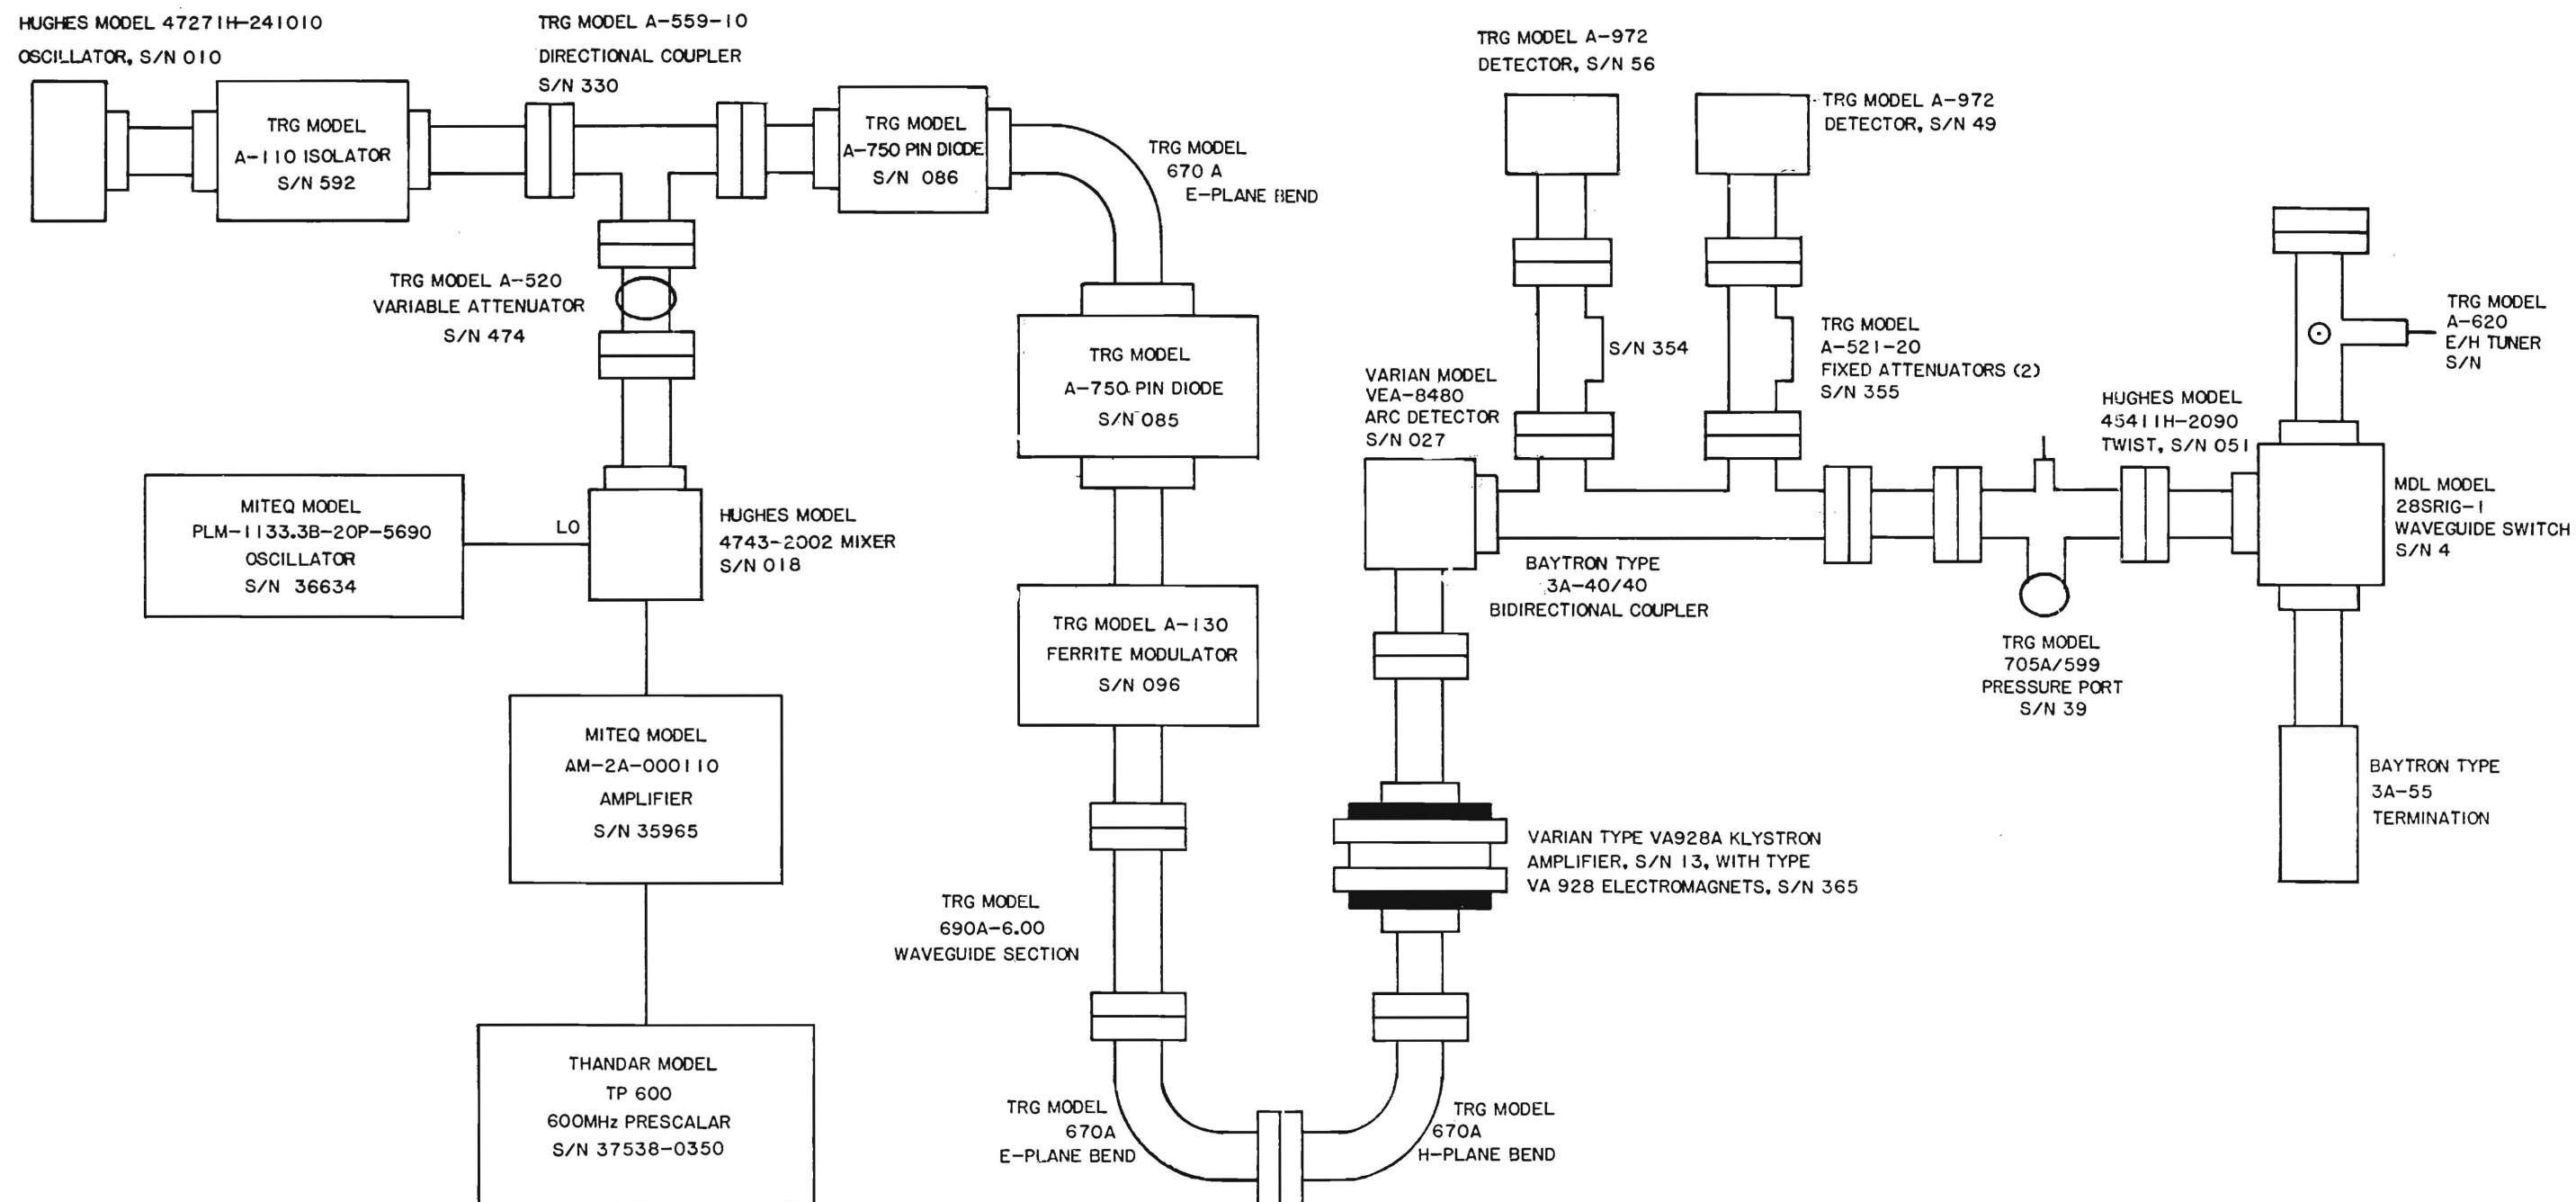 HUGHES MODEL 47271H-241010
OSCILLATOR, S/N 010
TRG MODEL A-559-10
DIRECTIONAL COUPLER
S/N 330
TRG MODEL
A-110 ISOLATOR
S/N 592
TRG MODEL
A-750 PIN DIODE
S/N 086
TRG MODEL
670 A
E-PLANE BEND
TRG MODEL A-520
VARIABLE ATTENUATOR
S/N 474
MITEQ MODEL
PLM-1133.3B-20P-5690
OSCILLATOR
S/N 36634
LO
HUGHES MODEL
4743-2002 MIXER
S/N 018
MITEQ MODEL
AM-2A-000110
AMPLIFIER
S/N 35965
THANDAR MODEL
TP 600
600MHz PRESCALAR
S/N 37538-0350
TRG MODEL
A-750 PIN DIODE
S/N 085
TRG MODEL A-130
FERRITE MODULATOR
S/N 096
TRG MODEL
690A-6.00
WAVEGUIDE SECTION
TRG MODEL
670A
E-PLANE BEND
TRG MODEL
670A
H-PLANE BEND
VARIAN TYPE VA928A KLYSTRON
AMPLIFIER, S/N 13, WITH TYPE
VA 928 ELECTROMAGNETS, S/N 365
VARIAN MODEL
VEA-8480
ARC DETECTOR
S/N 027
TRG MODEL A-972
DETECTOR, S/N 56
TRG MODEL A-972
DETECTOR, S/N 49
S/N 354
TRG MODEL
A-521-20
FIXED ATTENUATORS (2)
S/N 355
BAYTRON TYPE
3A-40/40
BIDIRECTIONAL COUPLER
TRG MODEL
705A/599
PRESSURE PORT
S/N 39
HUGHES MODEL
45411H-2090
TWIST, S/N 051
TRG MODEL
A-620
E/H TUNER
S/N
MDL MODEL
28SRIG-1
WAVEGUIDE SWITCH
S/N 4
BAYTRON TYPE
3A-55
TERMINATION